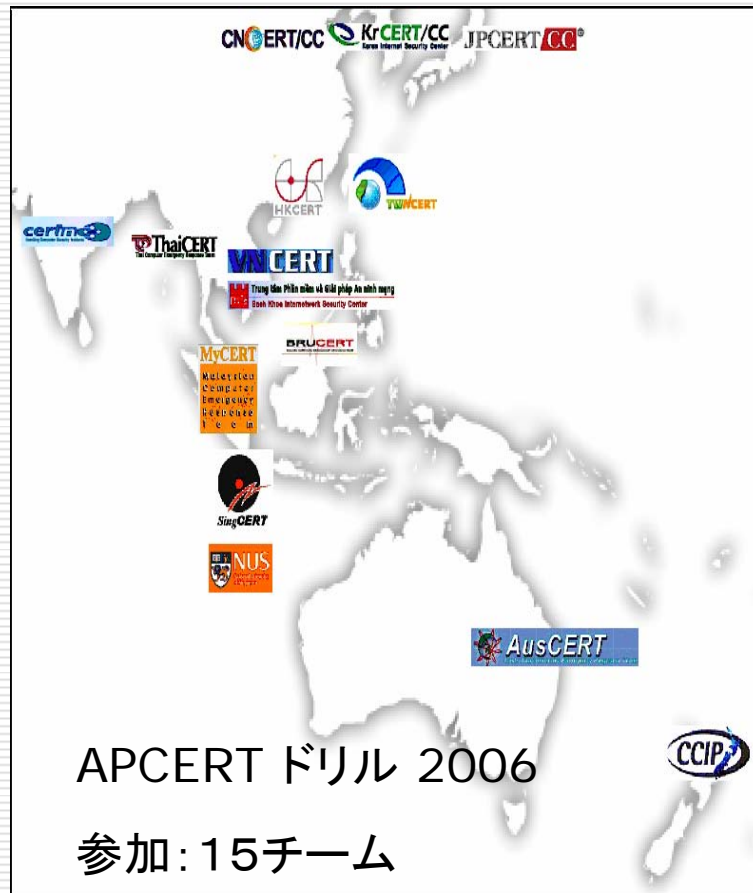 CNCERT/CC
KrCERT/CC
Korea Internet Security Center
JPCERT CC®
HKCERT
TWNCERT
ThaiCERT
VNCERT
Trung tâm Phần mềm và Giải pháp An ninh mạng
Bach Khoa Internetwork Security Center
BRUCERT
MyCERT
Malaysian
Computer
Emergency
Response
Team
SingCERT
NUS
AusCERT
CCIP
APCERT ドリル 2006
参加:15チーム